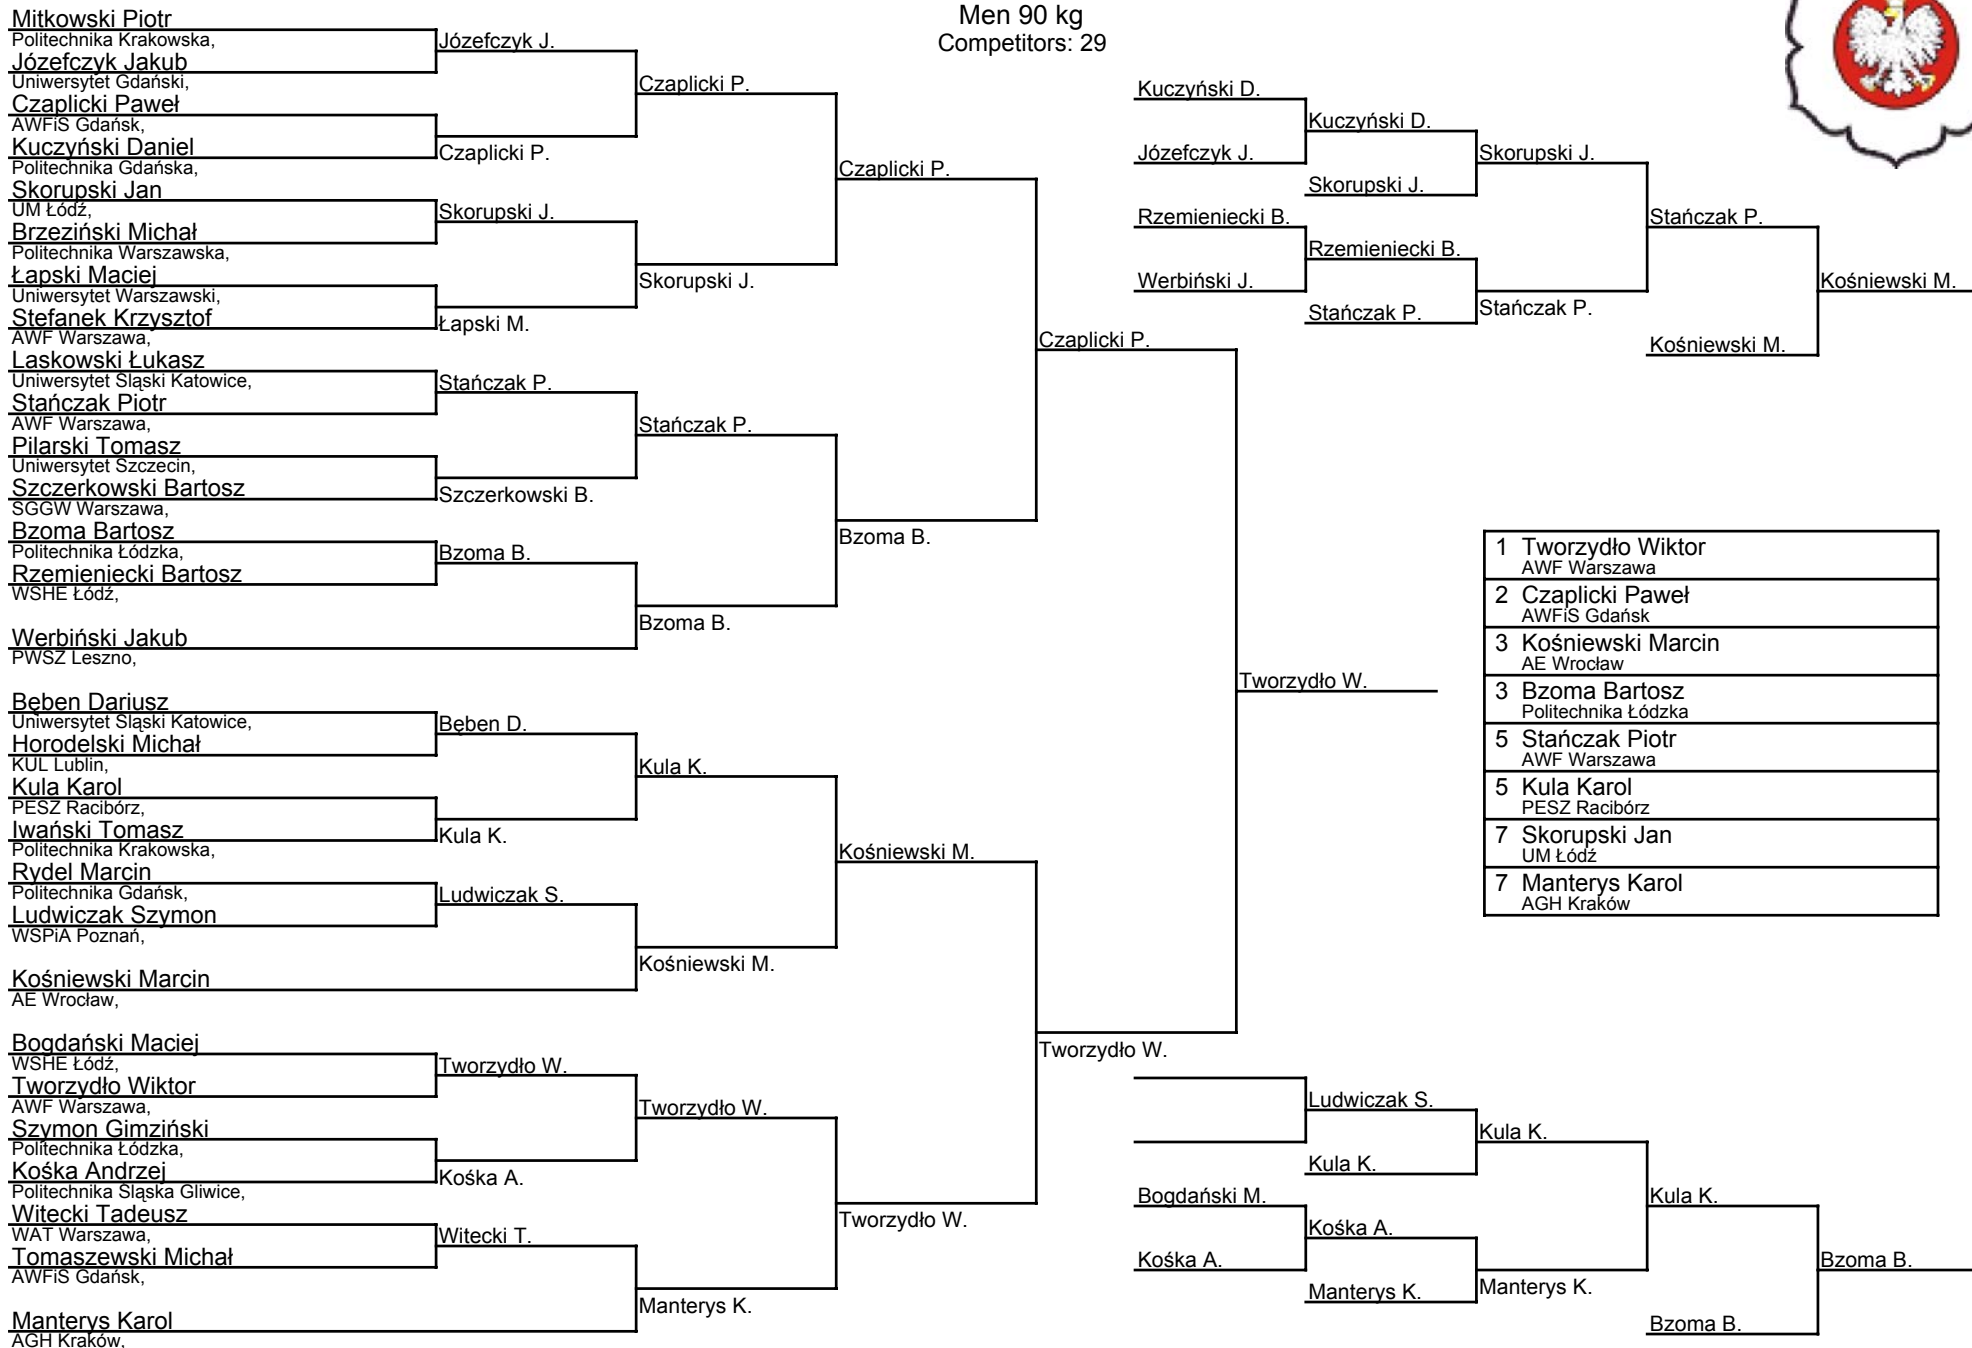 Men 90 kg
Competitors: 29
Mitkowski Piotr
Politechnika Krakowska,
Józefczyk Jakub
Uniwersytet Gdański,
Czaplicki Paweł
AWFiS Gdańsk,
Kuczyński Daniel
Politechnika Gdańska,
Skorupski Jan
UM Łódź,
Brzeziński Michał
Politechnika Warszawska,
Łapski Maciej
Uniwersytet Warszawski,
Stefanek Krzysztof
AWF Warszawa,
Laskowski Łukasz
Uniwersytet Śląski Katowice,
Stańczak Piotr
AWF Warszawa,
Pilarski Tomasz
Uniwersytet Szczecin,
Szczerkowski Bartosz
SGGW Warszawa,
Bzoma Bartosz
Politechnika Łódzka,
Rzemieniecki Bartosz
WSHE Łódź,
Werbiński Jakub
PWSZ Leszno,
Bęben Dariusz
Uniwersytet Śląski Katowice,
Horodelski Michał
KUL Lublin,
Kula Karol
PESZ Racibórz,
Iwański Tomasz
Politechnika Krakowska,
Rydel Marcin
Politechnika Gdańsk,
Ludwiczak Szymon
WSPiA Poznań,
Kośniewski Marcin
AE Wrocław,
Bogdański Maciej
WSHE Łódź,
Tworzydło Wiktor
AWF Warszawa,
Szymon Gimziński
Politechnika Łódzka,
Kośka Andrzej
Politechnika Śląska Gliwice,
Witecki Tadeusz
WAT Warszawa,
Tomaszewski Michał
AWFiS Gdańsk,
Manterys Karol
AGH Kraków,
Józefczyk J.
Czaplicki P.
Skorupski J.
Łapski M.
Stańczak P.
Szczerkowski B.
Bzoma B.
Bęben D.
Kula K.
Ludwiczak S.
Tworzydło W.
Kośka A.
Witecki T.
Czaplicki P.
Skorupski J.
Stańczak P.
Bzoma B.
Kula K.
Kośniewski M.
Tworzydło W.
Manterys K.
Czaplicki P.
Bzoma B.
Kośniewski M.
Tworzydło W.
Czaplicki P.
Tworzydło W.
Tworzydło W.
Kuczyński D.
Józefczyk J.
Rzemieniecki B.
Werbiński J.
Kuczyński D.
Skorupski J.
Rzemieniecki B.
Stańczak P.
Skorupski J.
Stańczak P.
Stańczak P.
Kośniewski M.
Kośniewski M.
1 Tworzydło Wiktor
AWF Warszawa
2 Czaplicki Paweł
AWFiS Gdańsk
3 Kośniewski Marcin
AE Wrocław
3 Bzoma Bartosz
Politechnika Łódzka
5 Stańczak Piotr
AWF Warszawa
5 Kula Karol
PESZ Racibórz
7 Skorupski Jan
UM Łódź
7 Manterys Karol
AGH Kraków
Bogdański M.
Kośka A.
Ludwiczak S.
Kula K.
Kośka A.
Manterys K.
Kula K.
Manterys K.
Kula K.
Bzoma B.
Bzoma B.